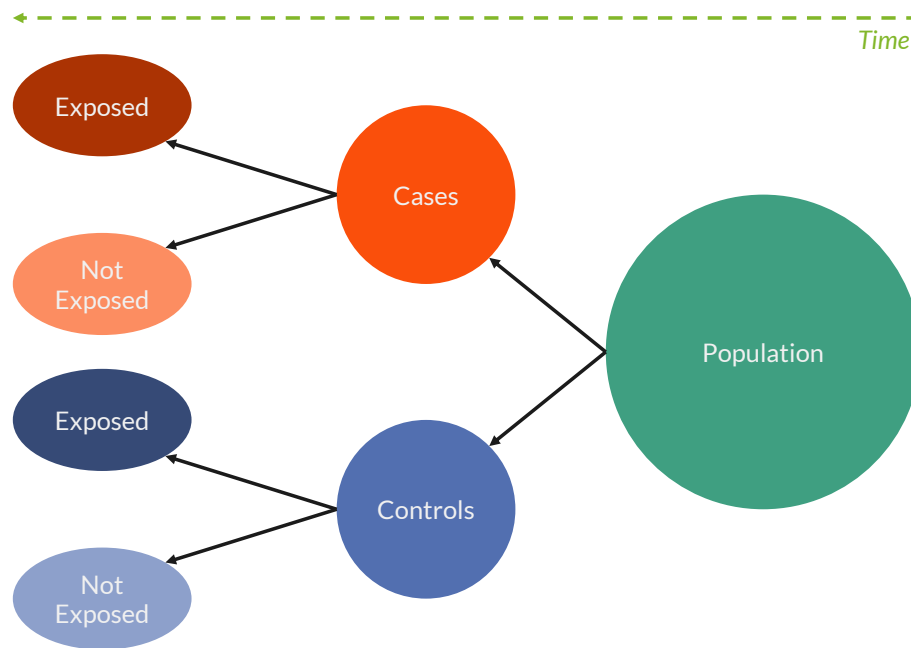 Time
Exposed
Cases
Not
Exposed
Population
Exposed
Controls
Not
Exposed